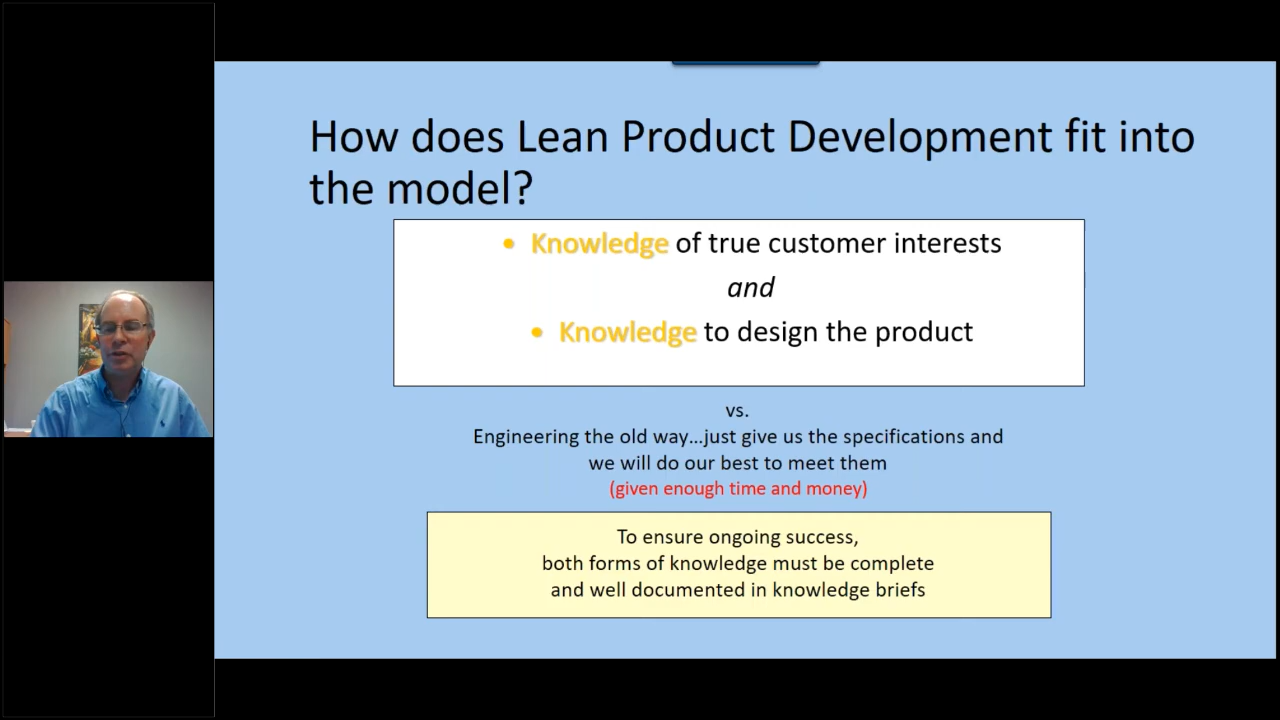 How does Lean Product Development fit into
the model?
• Knowledge of true customer interests
and
• Knowledge to design the product
vs.
Engineering the old way...just give us the specifications and
we will do our best to meet them
(given enough time and money)
To ensure ongoing success,
both forms of knowledge must be complete
and well documented in knowledge briefs